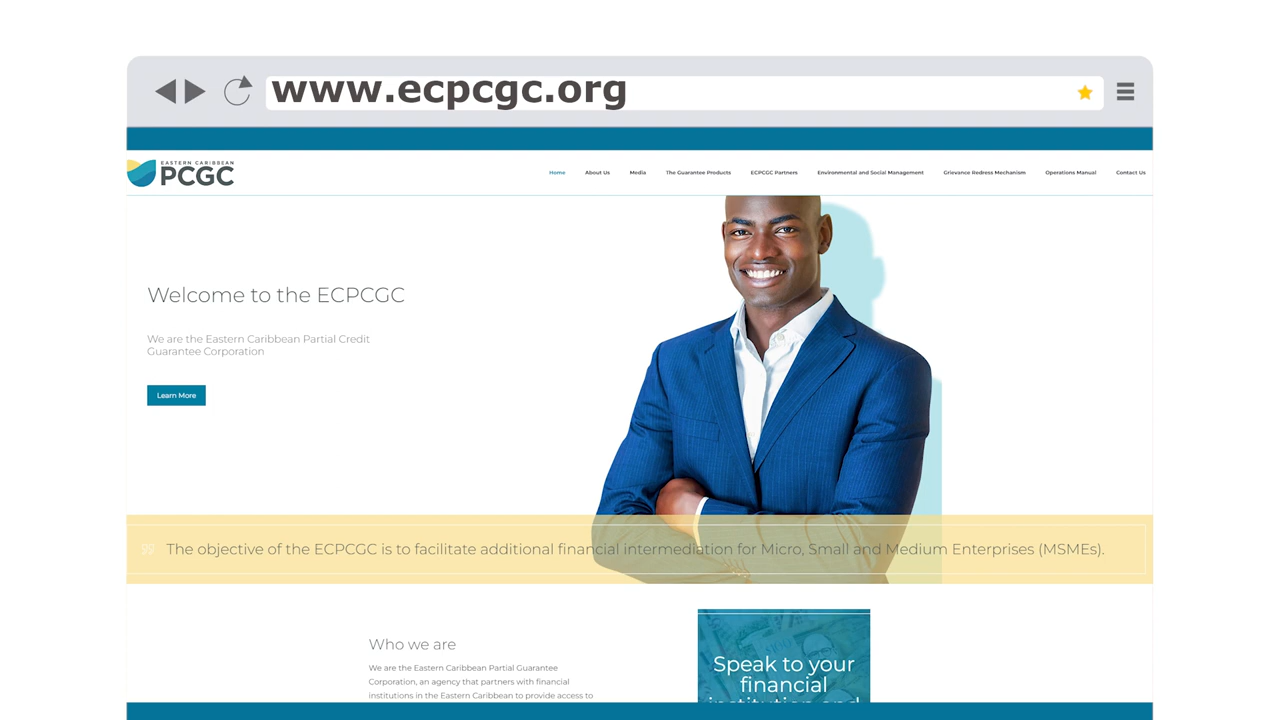 www.ecpcgc.org
EASTERN CARIBBEAN
PCGC
Home About Us Media The Guarantee Products ECPCGC Partners Environmental and Social Management Grievance Redress Mechanism Operations Manual Contact Us
Welcome to the ECPCGC
We are the Eastern Caribbean Partial Credit
Guarantee Corporation
Learn More
The objective of the ECPCGC is to facilitate additional financial intermediation for Micro, Small and Medium Enterprises (MSMEs).
Who we are
We are the Eastern Caribbean Partial Guarantee
Corporation, an agency that partners with financial
institutions in the Eastern Caribbean to provide access to
Speak to your
financial
institution and